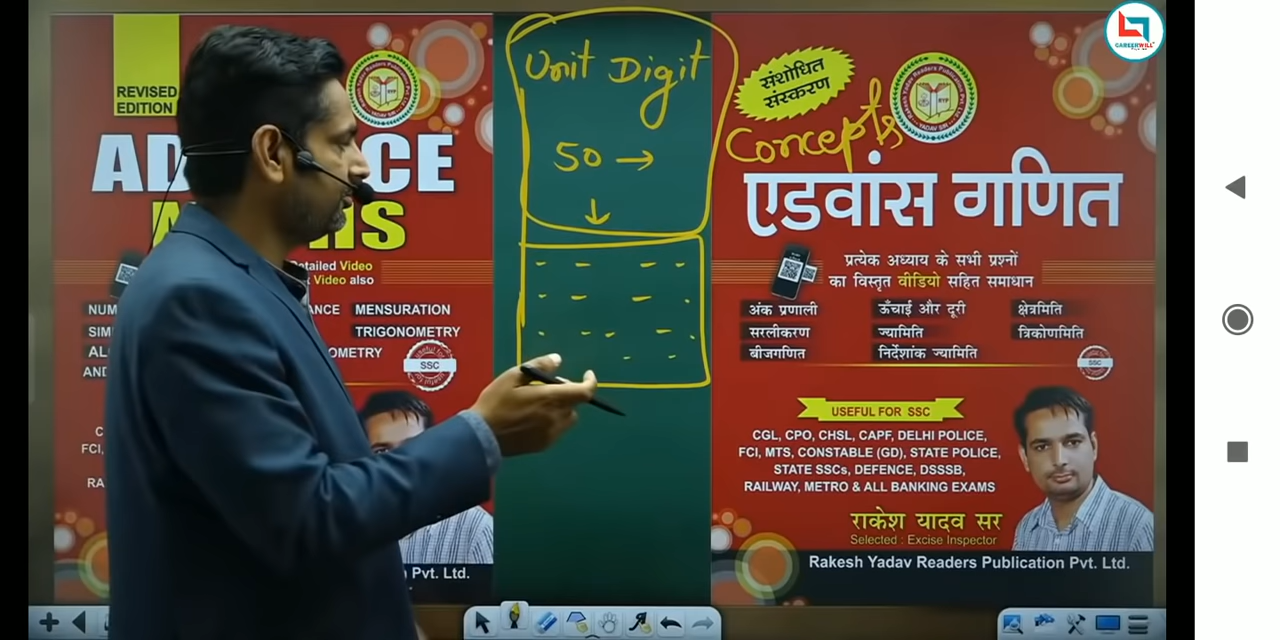 REVISED
EDITION
AD CE
M THS
Detailed Video
Video also
NUM ANCE MENSURATION
SIM TRIGONOMETRY
AL OMETRY
AND
SSC
FCI,
RA
Pvt. Ltd.
Unit Digit
50 →
↓
Concepts
संशोधित
संस्करण
CAREERWILL
एडवांस गणित
प्रत्येक अध्याय के सभी प्रश्नों
का विस्तृत वीडियो सहित समाधान
अंक प्रणाली ऊँचाई और दूरी क्षेत्रमिति
सरलीकरण ज्यामिति त्रिकोणमिति
बीजगणित निर्देशांक ज्यामिति
SSC
USEFUL FOR SSC
CGL, CPO, CHSL, CAPF, DELHI POLICE,
FCI, MTS, CONSTABLE (GD), STATE POLICE,
STATE SSCs, DEFENCE, DSSSB,
RAILWAY, METRO & ALL BANKING EXAMS
राकेश यादव सर
Selected : Excise Inspector
Rakesh Yadav Readers Publication Pvt. Ltd.